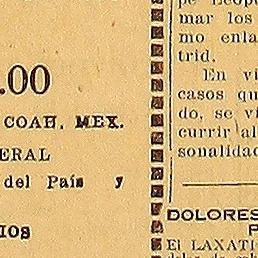 .00
COAH, MEX.
ERAL
del País y
IOS
mar los
mo enla
trid.
En vi
casos qu
do, se vi
currir al
sonalidad
DOLORES
P
El LAXATI